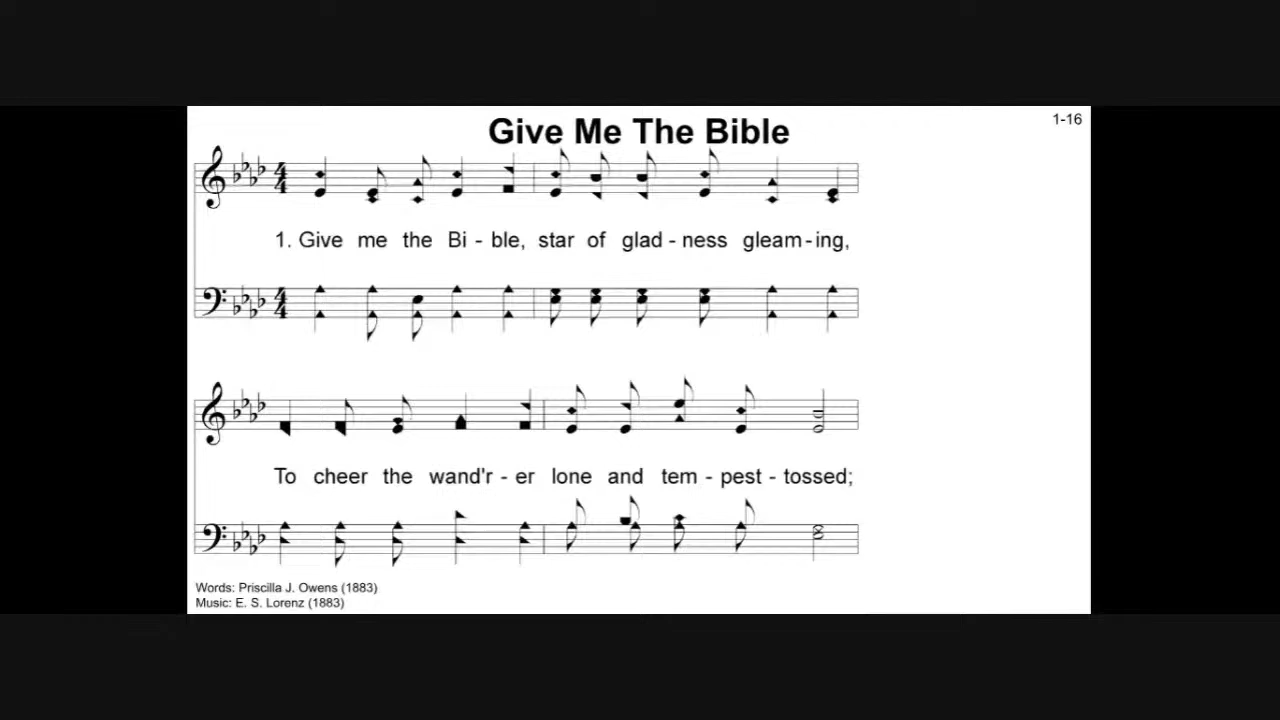 Give Me The Bible
1-16
1. Give me the Bi - ble, star of glad - ness gleam - ing,
To cheer the wand'r - er lone and tem - pest - tossed;
Words: Priscilla J. Owens (1883)
Music: E. S. Lorenz (1883)